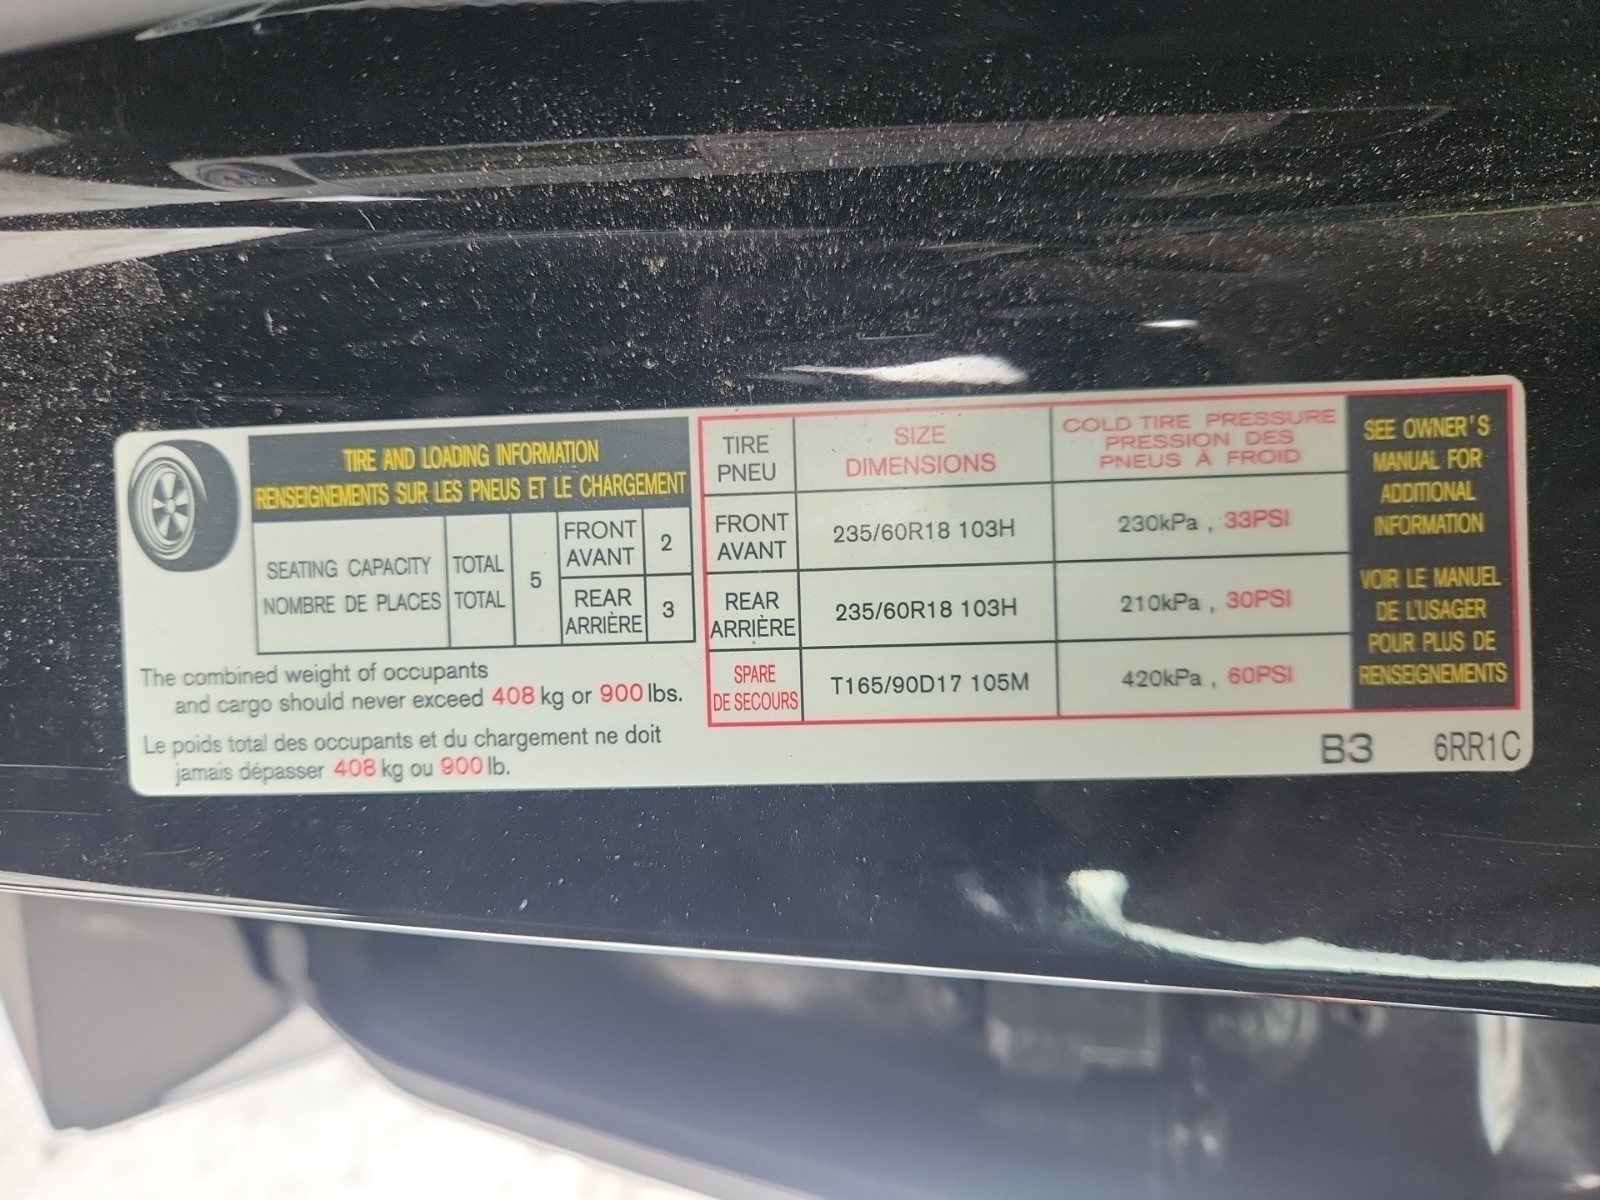 TIRE AND LOADING INFORMATION
RENSEIGNEMENTS SUR LES PNEUS ET LE CHARGEMENT
SEATING CAPACITY TOTAL
NOMBRE DE PLACES TOTAL
5
FRONT
AVANT
2
REAR
ARRIÈRE
3
The combined weight of occupants
and cargo should never exceed 408 kg or 900 lbs.
Le poids total des occupants et du chargement ne doit
jamais dépasser 408 kg ou 900 lb.
TIRE
PNEU
SIZE
DIMENSIONS
COLD TIRE PRESSURE
PRESSION DES
PNEUS À FROID
FRONT
AVANT
235/60R18 103H
230kPa , 33PSI
REAR
ARRIÈRE
235/60R18 103H
210kPa , 30PSI
SPARE
DE SECOURS
T165/90D17 105M
420kPa , 60PSI
SEE OWNER'S
MANUAL FOR
ADDITIONAL
INFORMATION
VOIR LE MANUEL
DE L'USAGER
POUR PLUS DE
RENSEIGNEMENTS
B3 6RR1C